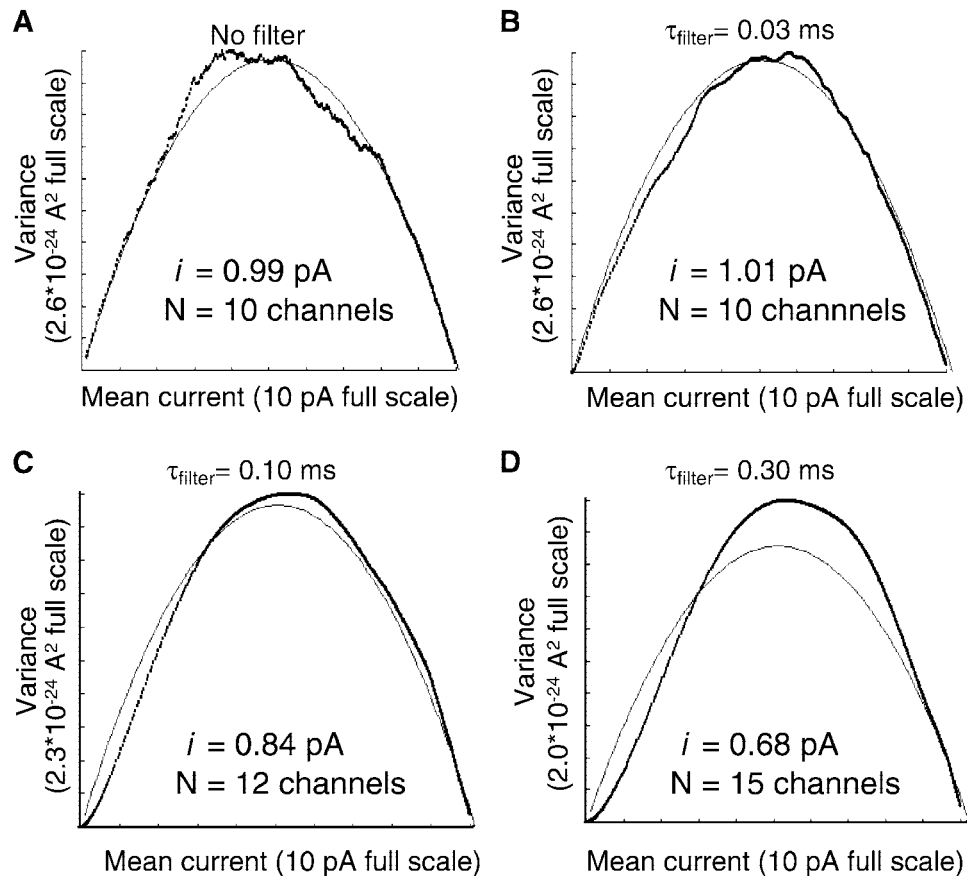 A
No filter
Variance
(2.6*10⁻²⁴ A² full scale)
i = 0.99 pA
N = 10 channels
Mean current (10 pA full scale)
B
τfilter= 0.03 ms
Variance
(2.6*10⁻²⁴ A² full scale)
i = 1.01 pA
N = 10 channnels
Mean current (10 pA full scale)
C
τfilter= 0.10 ms
Variance
(2.3*10⁻²⁴ A² full scale)
i = 0.84 pA
N = 12 channels
Mean current (10 pA full scale)
D
τfilter= 0.30 ms
Variance
(2.0*10⁻²⁴ A² full scale)
i = 0.68 pA
N = 15 channels
Mean current (10 pA full scale)